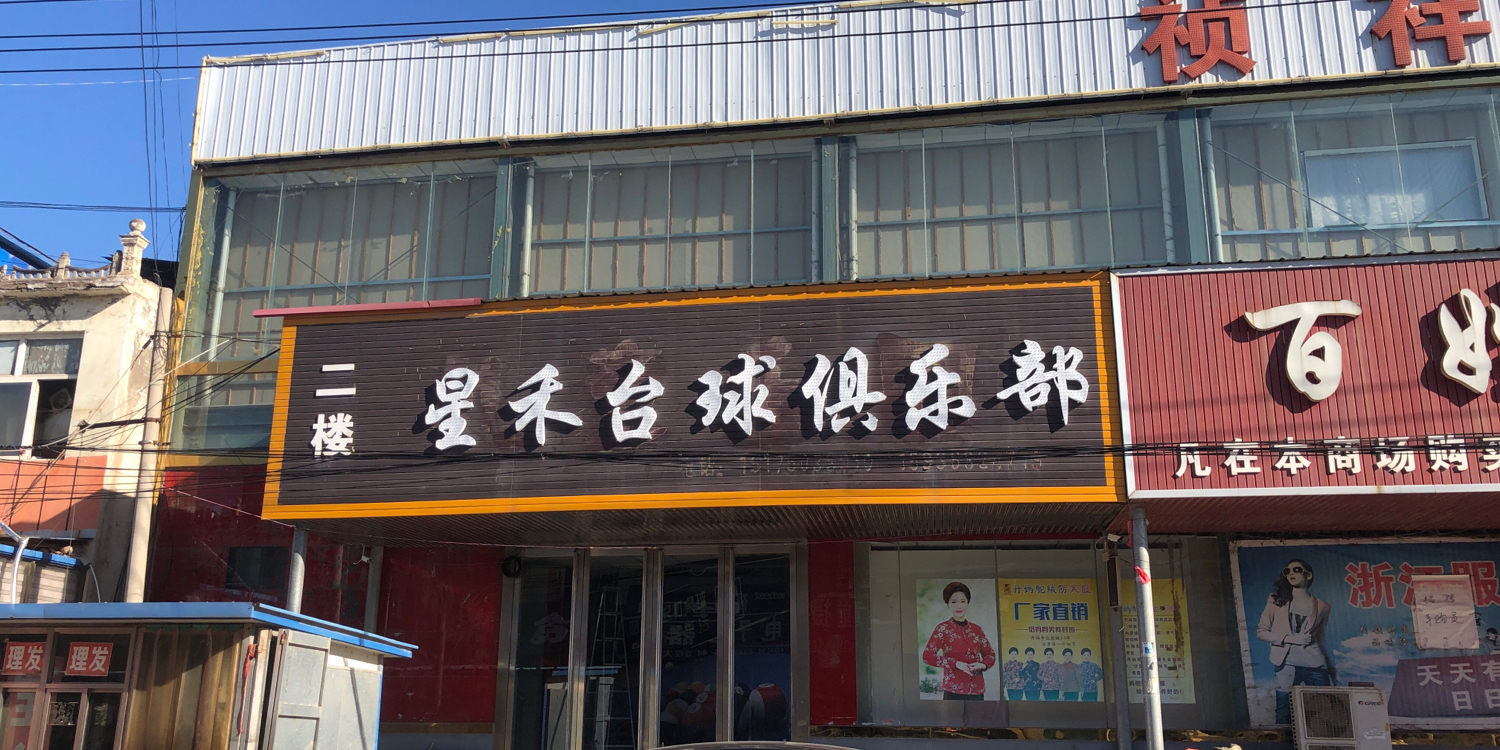 祯祥
二楼
星禾台球俱乐部
百
凡在本商场购买
厂家直销
浙江服
天天有
日日
理发
理发